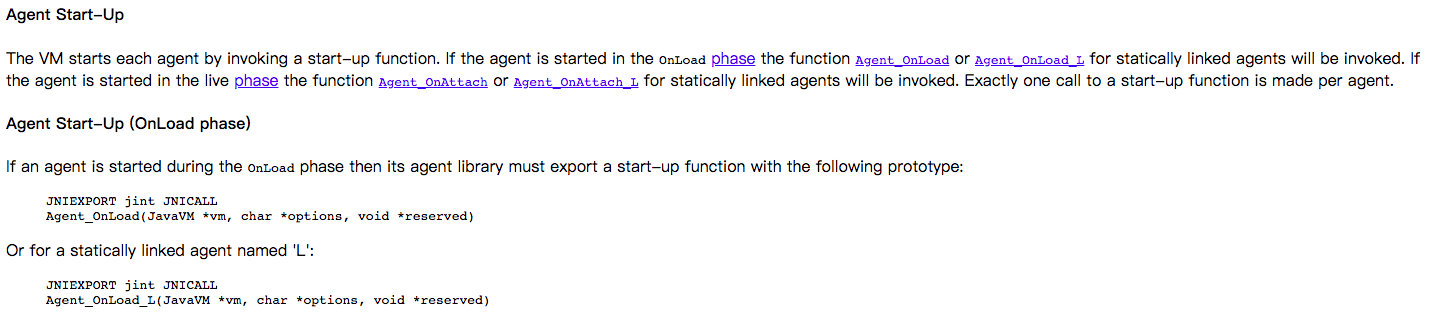 Agent Start-Up
The VM starts each agent by invoking a start-up function. If the agent is started in the OnLoad phase the function Agent_OnLoad or Agent_OnLoad_L for statically linked agents will be invoked. If
the agent is started in the live phase the function Agent_OnAttach or Agent_OnAttach_L for statically linked agents will be invoked. Exactly one call to a start-up function is made per agent.
Agent Start-Up (OnLoad phase)
If an agent is started during the OnLoad phase then its agent library must export a start-up function with the following prototype:
JNIEXPORT jint JNICALL
Agent_OnLoad(JavaVM *vm, char *options, void *reserved)
Or for a statically linked agent named 'L':
JNIEXPORT jint JNICALL
Agent_OnLoad_L(JavaVM *vm, char *options, void *reserved)